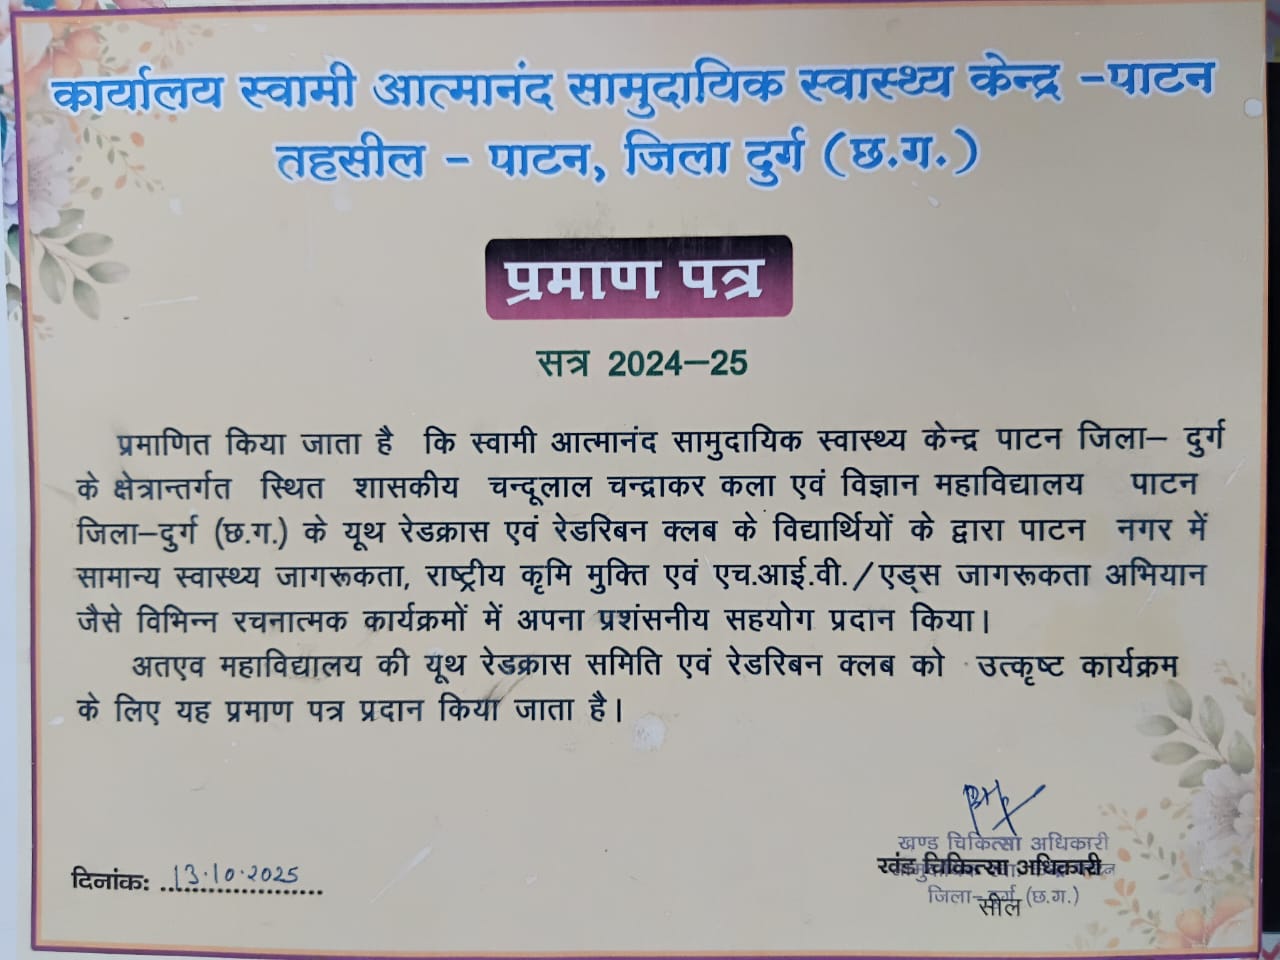 कार्यालय स्वामी आत्मानंद सामुदायिक स्वास्थ्य केन्द्र -पाटन
तहसील - पाटन, जिला दुर्ग (छ.ग.)
प्रमाण पत्र
सत्र 2024–25
प्रमाणित किया जाता है कि स्वामी आत्मानंद सामुदायिक स्वास्थ्य केन्द्र पाटन जिला– दुर्ग
के क्षेत्रान्तर्गत स्थित शासकीय चन्दूलाल चन्द्राकर कला एवं विज्ञान महाविद्यालय पाटन
जिला–दुर्ग (छ.ग.) के यूथ रेडक्रास एवं रेडरिबन क्लब के विद्यार्थियों के द्वारा पाटन नगर में
सामान्य स्वास्थ्य जागरूकता, राष्ट्रीय कृमि मुक्ति एवं एच.आई.वी./एड्स जागरूकता अभियान
जैसे विभिन्न रचनात्मक कार्यक्रमों में अपना प्रशंसनीय सहयोग प्रदान किया।
अतएव महाविद्यालय की यूथ रेडक्रास समिति एवं रेडरिबन क्लब को उत्कृष्ट कार्यक्रम
के लिए यह प्रमाण पत्र प्रदान किया जाता है।
खण्ड चिकित्सा अधिकारी
खंड चिकित्सा अधिकारी
जिला–दुर्ग (छ.ग.)
सील
दिनांक: 13.10.2025